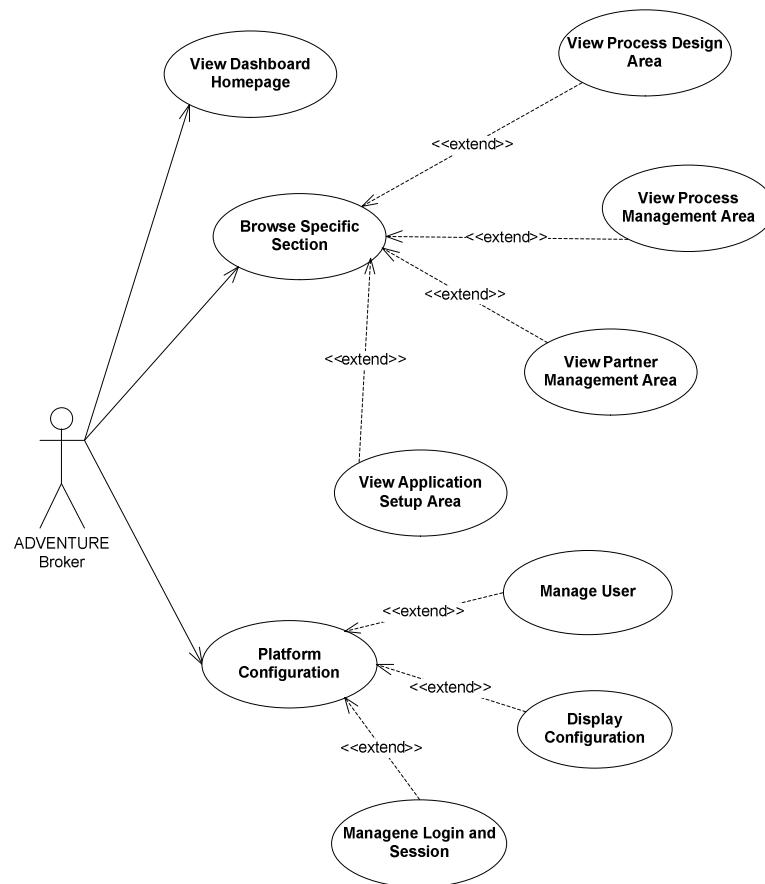 View Process Design
Area
View Dashboard
Homepage
<<extend>>
View Process
Management Area
Browse Specific
Section
<<extend>>
<<extend>>
<<extend>>
View Partner
Management Area
View Application
Setup Area
ADVENTURE
Broker
Manage User
<<extend>>
Platform
Configuration
<<extend>>
Display
Configuration
<<extend>>
Managene Login and
Session